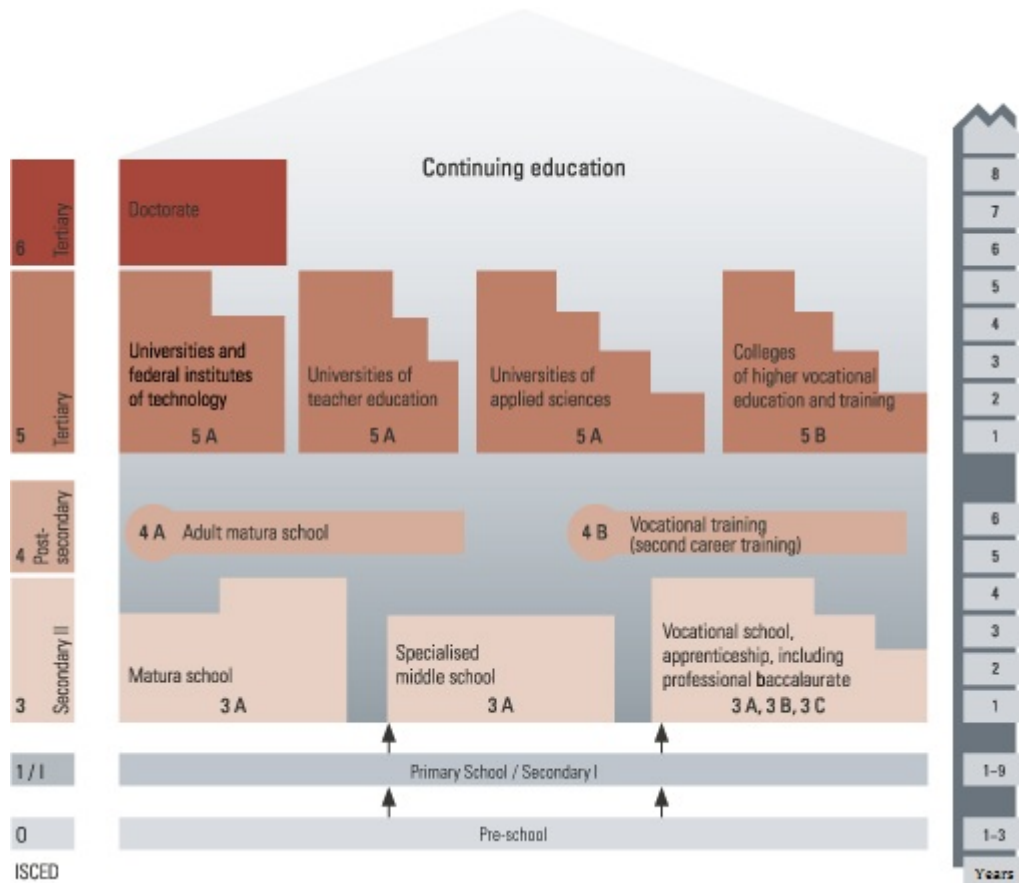 Continuing education
8
6
Tertiary
Doctorate
7
6
5
Tertiary
Universities and
federal institutes
of technology
5 A
Universities of
teacher education
5 A
Universities of
applied sciences
5 A
Colleges
of higher vocational
education and training
5 B
5
4
3
2
1
4
Post-
secondary
4 A
Adult matura school
4 B
Vocational training
(second career training)
6
5
3
Secondary II
Matura school
3 A
Specialised
middle school
3 A
Vocational school,
apprenticeship, including
professional baccalaurate
3 A, 3 B, 3 C
4
3
2
1
1 / I
Primary School / Secondary I
1–9
0
Pre-school
1–3
ISCED
Years